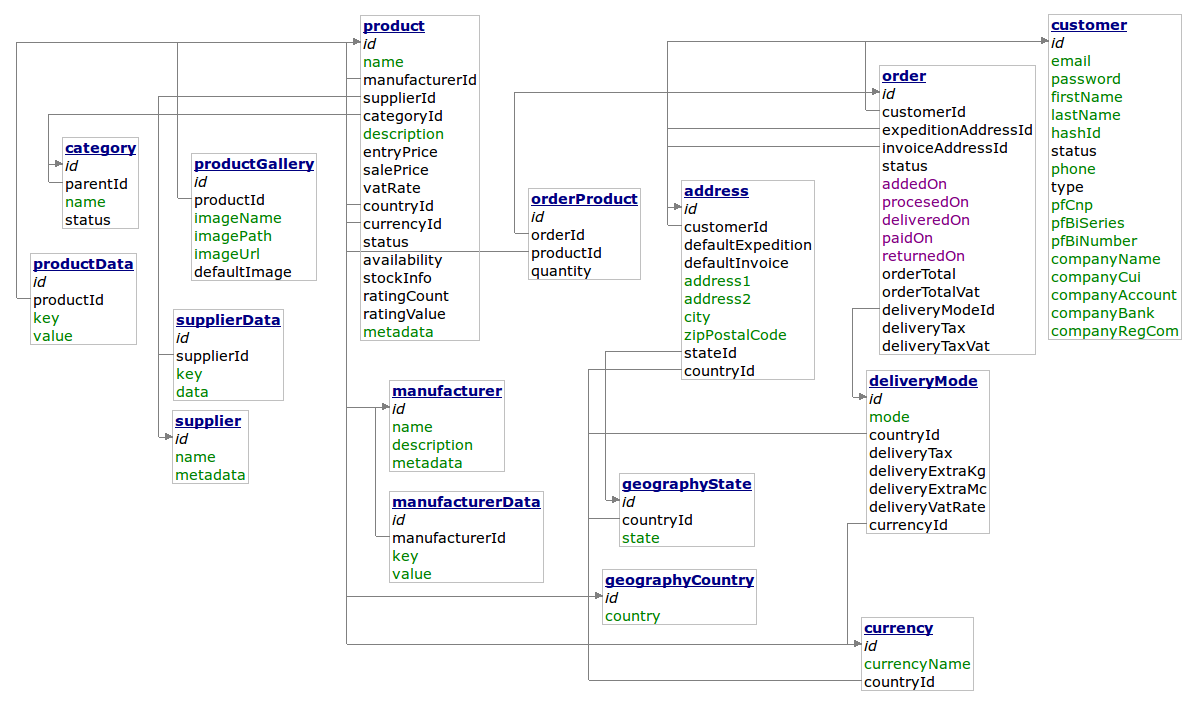 product
id
name
manufacturerId
supplierId
categoryId
description
entryPrice
salePrice
vatRate
countryId
currencyId
status
availability
stockInfo
ratingCount
ratingValue
metadata
customer
id
email
password
firstName
lastName
hashId
status
phone
type
pfCnp
pfBiSeries
pfBiNumber
companyName
companyCui
companyAccount
companyBank
companyRegCom
order
id
customerId
expeditionAddressId
invoiceAddressId
status
addedOn
procesedOn
deliveredOn
paidOn
returnedOn
orderTotal
orderTotalVat
deliveryModeId
deliveryTax
deliveryTaxVat
category
id
parentId
name
status
productGallery
id
productId
imageName
imagePath
imageUrl
defaultImage
orderProduct
id
orderId
productId
quantity
address
id
customerId
defaultExpedition
defaultInvoice
address1
address2
city
zipPostalCode
stateId
countryId
productData
id
productId
key
value
supplierData
id
supplierId
key
data
supplier
id
name
metadata
manufacturer
id
name
description
metadata
deliveryMode
id
mode
countryId
deliveryTax
deliveryExtraKg
deliveryExtraMc
deliveryVatRate
currencyId
manufacturerData
id
manufacturerId
key
value
geographyState
id
countryId
state
geographyCountry
id
country
currency
id
currencyName
countryId